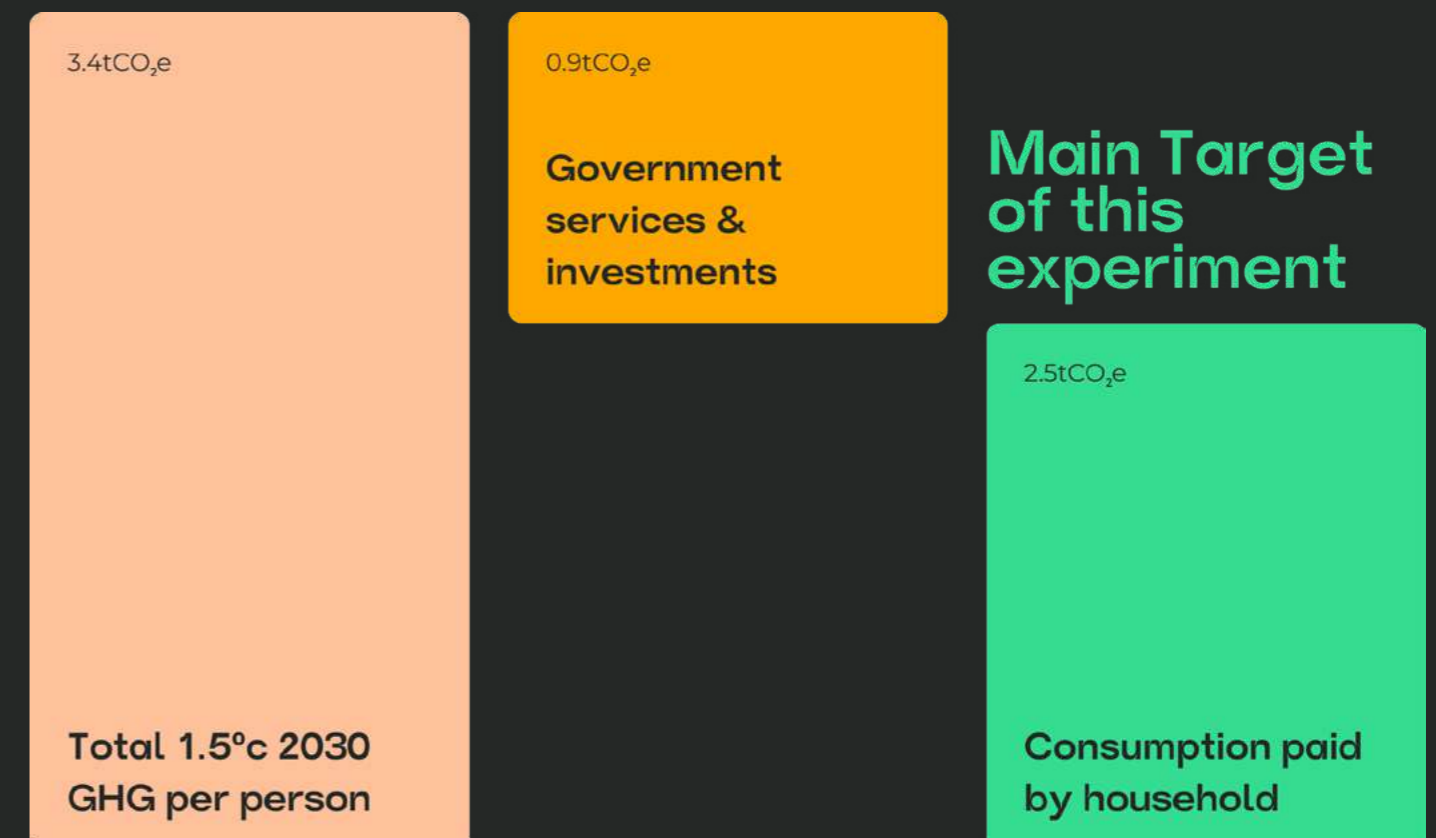 3.4tCO₂e
Total 1.5ºc 2030
GHG per person
0.9tCO₂e
Government
services &
investments
Main Target
of this
experiment
2.5tCO₂e
Consumption paid
by household